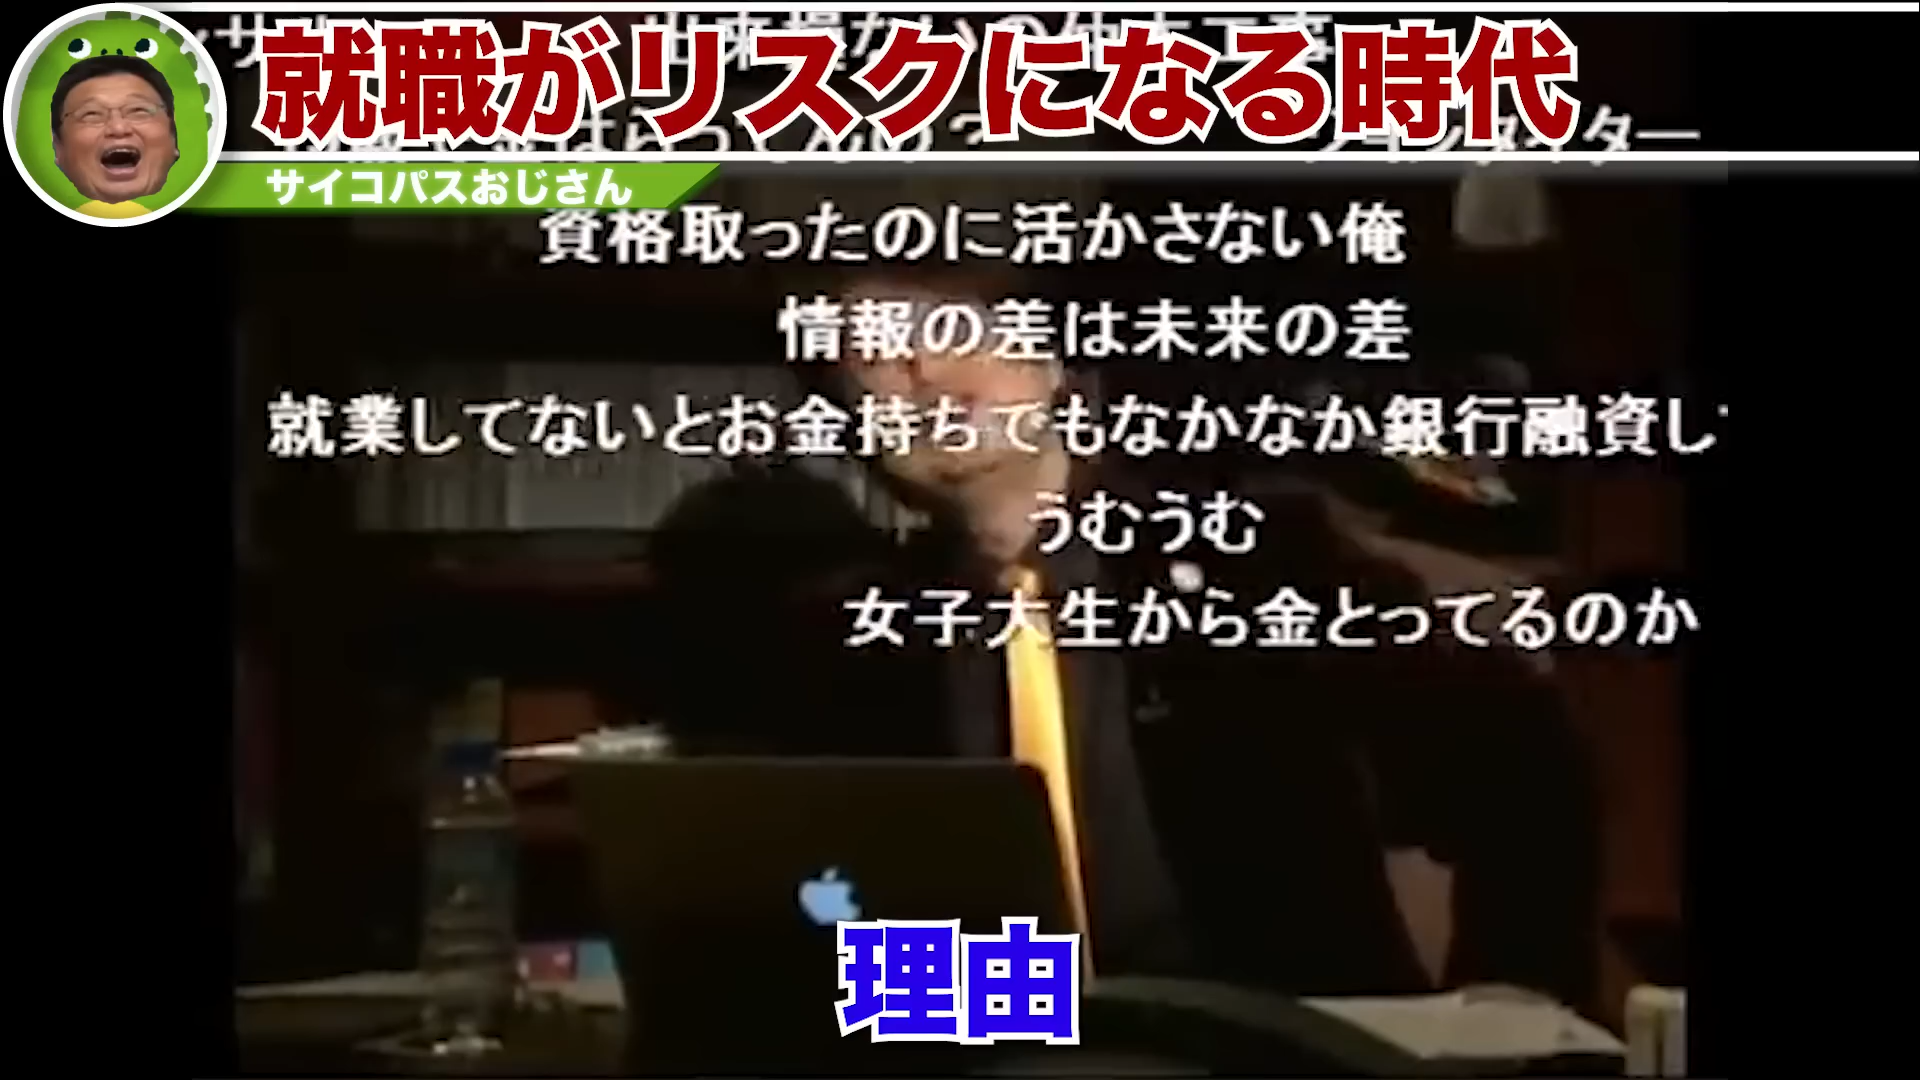 就職がリスクになる時代
サイコパスおじさん
資格取ったのに活かさない俺
情報の差は未来の差
就業してないとお金持ちでもなかなか銀行融資し
うむうむ
女子大生から金とってるのか
理由